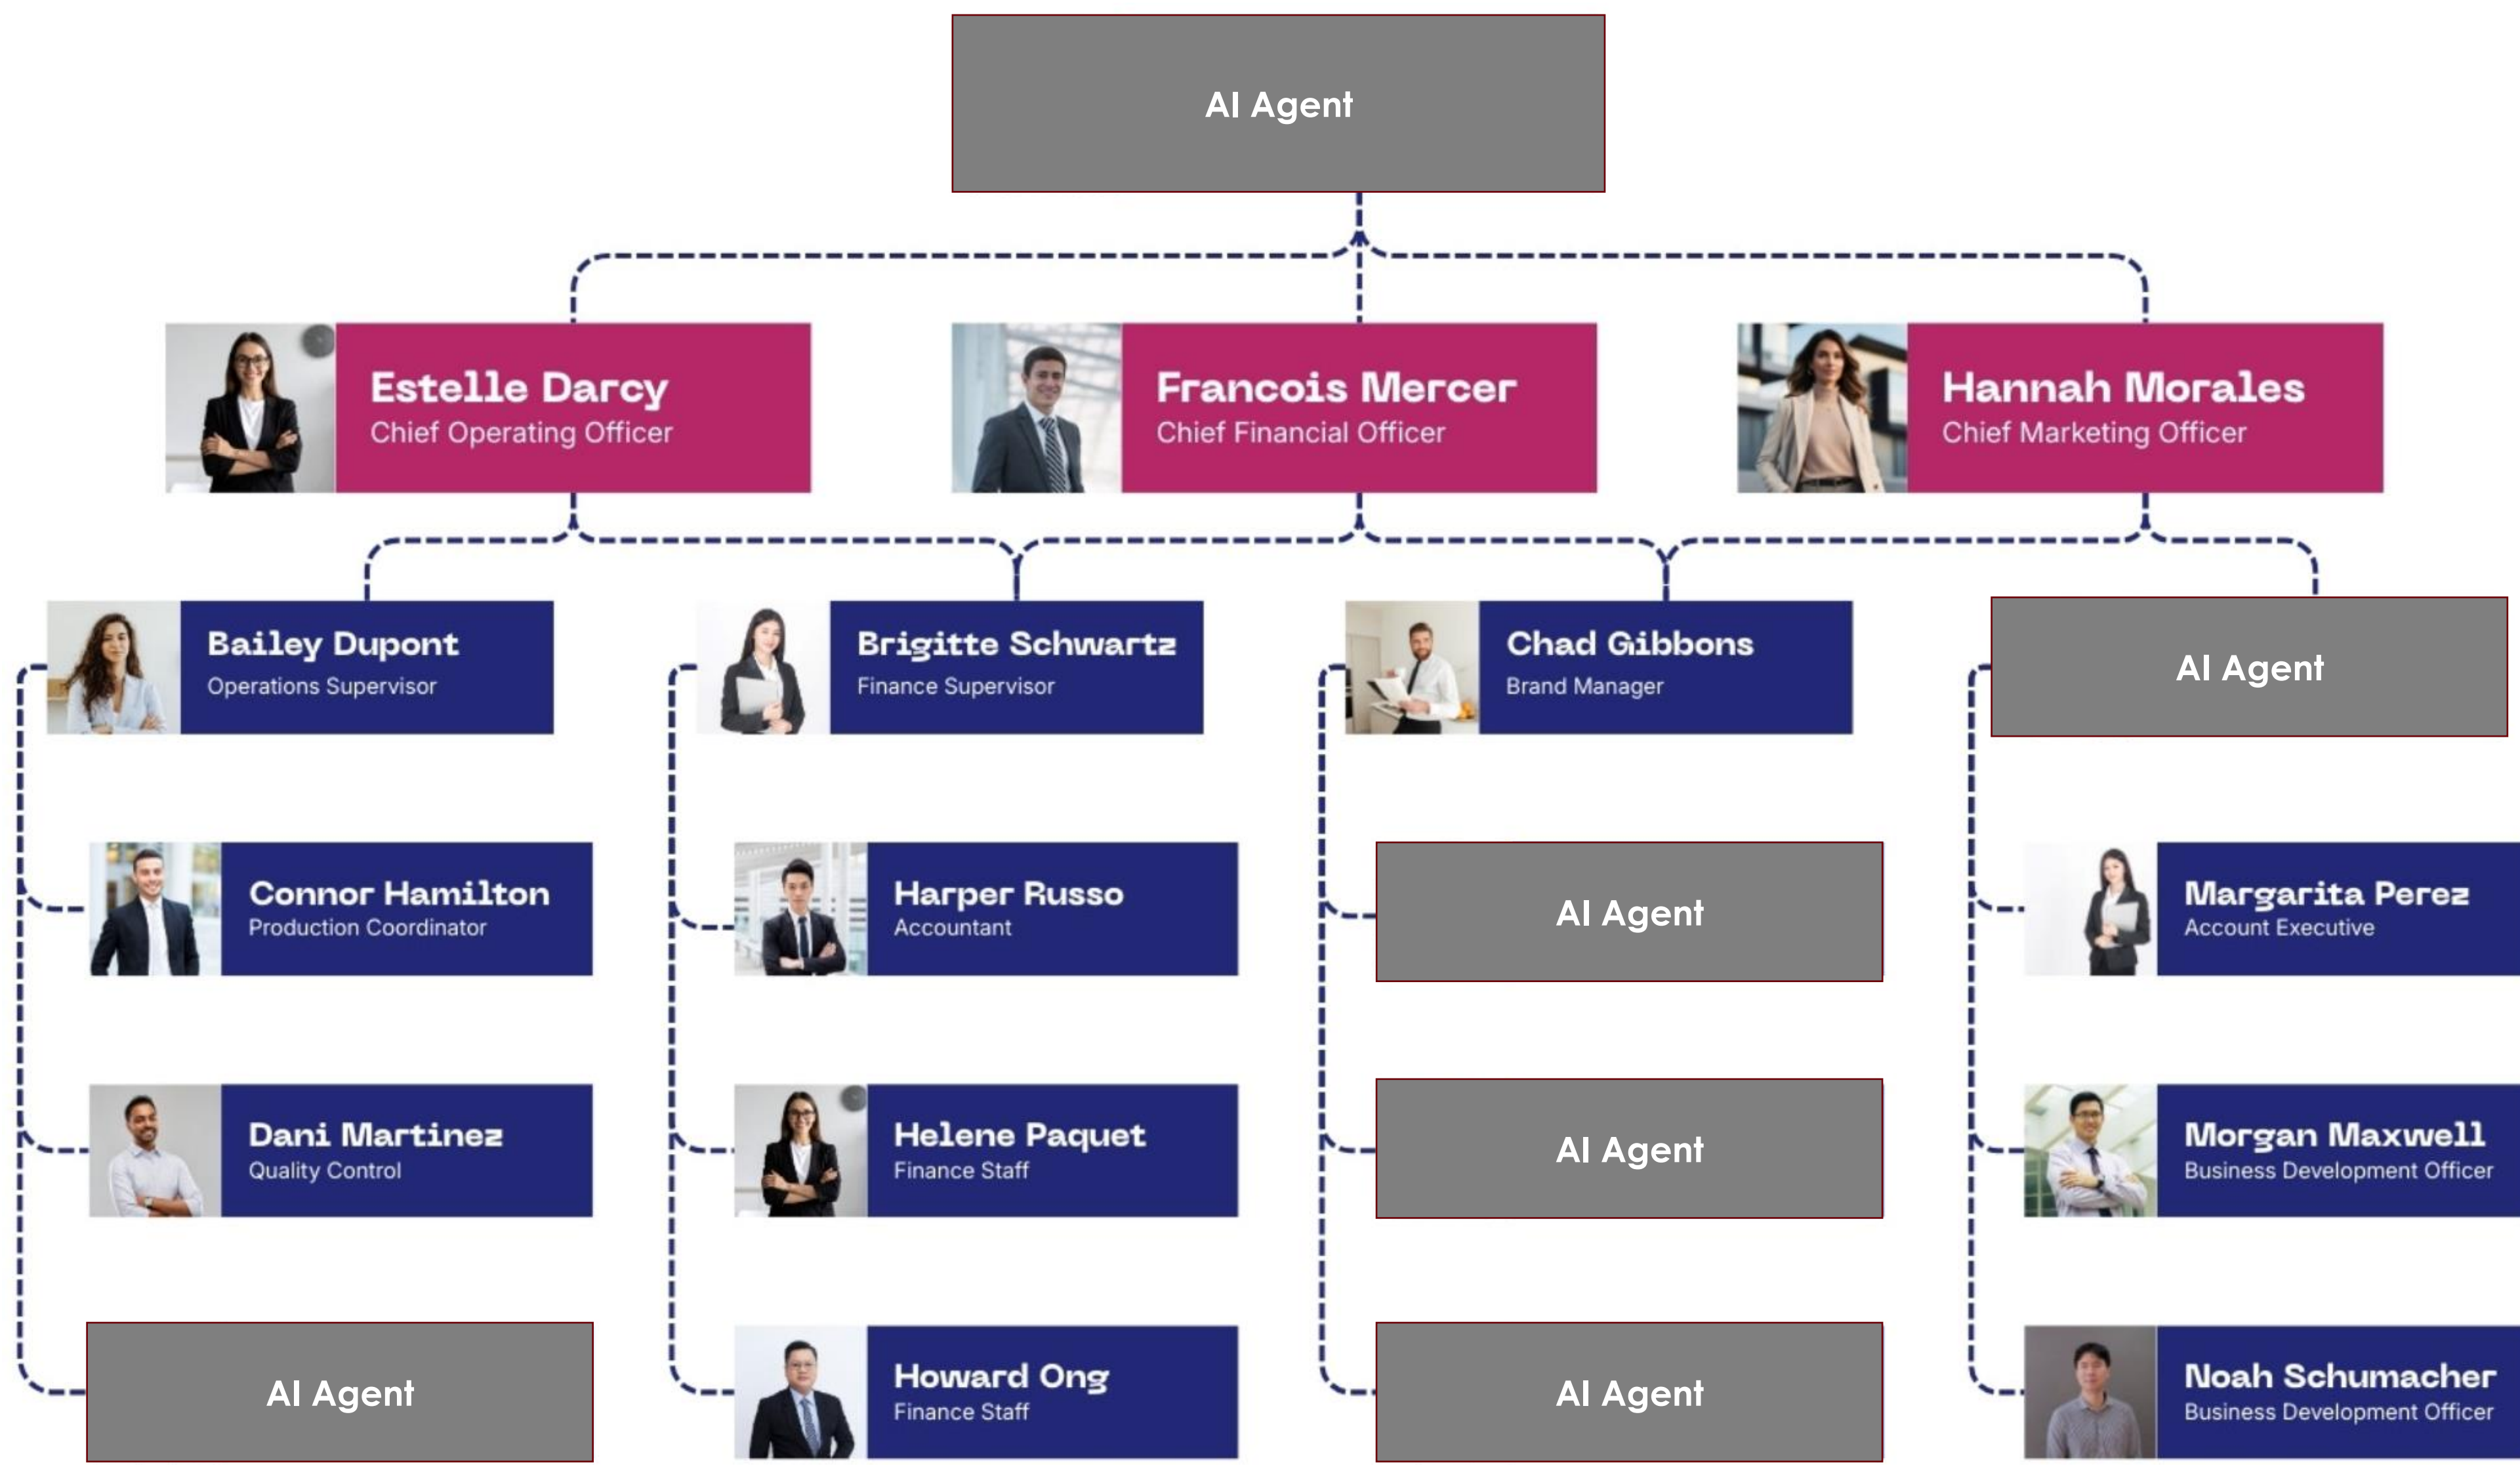 AI Agent
Estelle Darcy
Chief Operating Officer
Francois Mercer
Chief Financial Officer
Hannah Morales
Chief Marketing Officer
Bailey Dupont
Operations Supervisor
Brigitte Schwartz
Finance Supervisor
Chad Gibbons
Brand Manager
AI Agent
Connor Hamilton
Production Coordinator
Harper Russo
Accountant
AI Agent
Margarita Perez
Account Executive
Dani Martinez
Quality Control
Helene Paquet
Finance Staff
AI Agent
Morgan Maxwell
Business Development Officer
AI Agent
Howard Ong
Finance Staff
AI Agent
Noah Schumacher
Business Development Officer